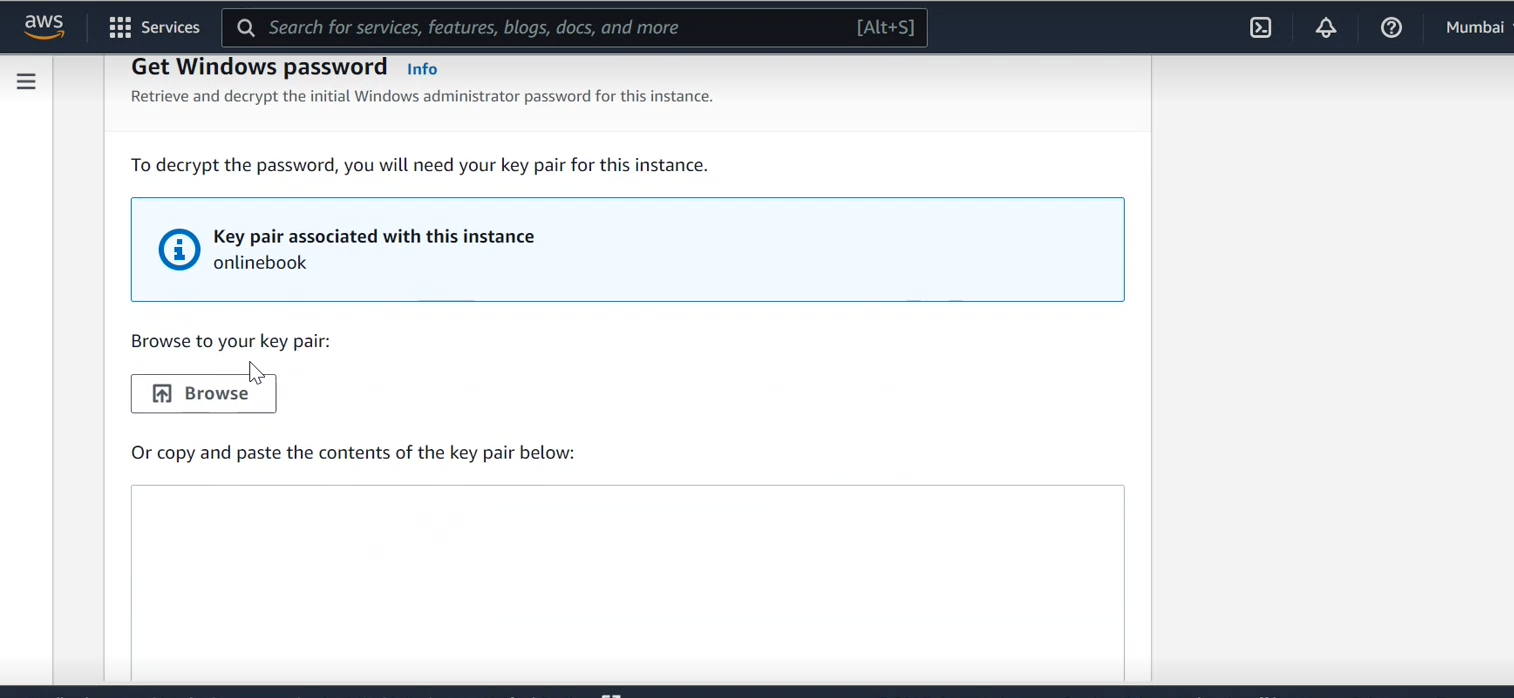 aws
Services
Search for services, features, blogs, docs, and more
[Alt+S]
Mumbai
Get Windows password Info
Retrieve and decrypt the initial Windows administrator password for this instance.
To decrypt the password, you will need your key pair for this instance.
Key pair associated with this instance
onlinebook
Browse to your key pair:
Browse
Or copy and paste the contents of the key pair below: